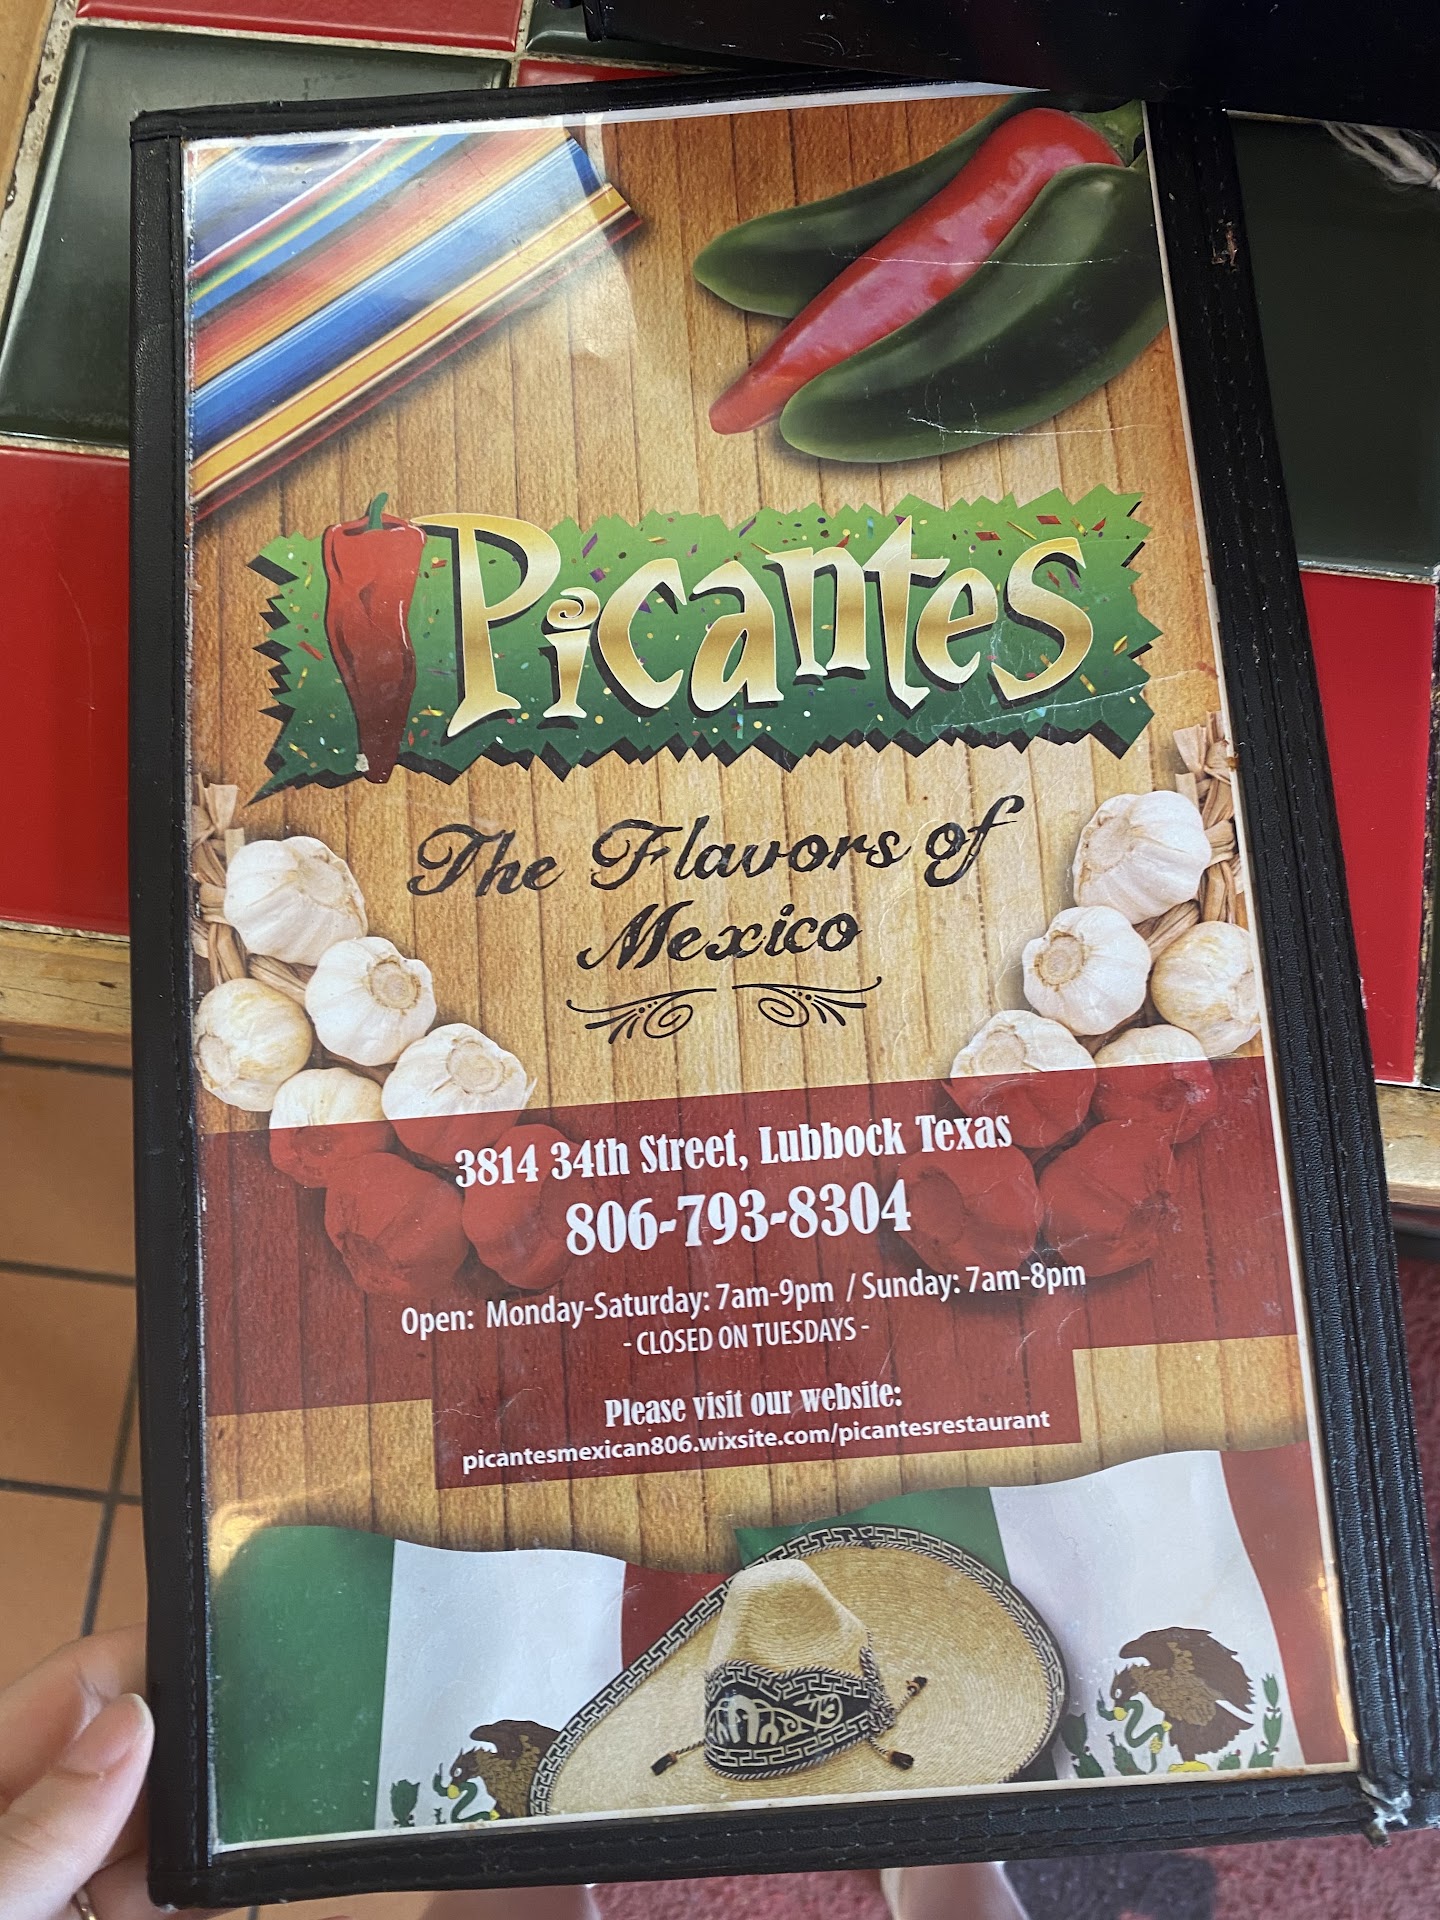 Picantes
The Flavors of
Mexico
3814 34th Street, Lubbock Texas
806-793-8304
Open: Monday-Saturday: 7am-9pm / Sunday: 7am-8pm
- CLOSED ON TUESDAYS -
Please visit our website:
picantesmexican806.wixsite.com/picantesrestaurant